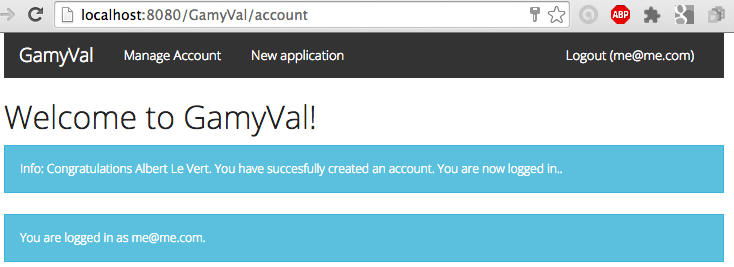 localhost:8080/GamyVal/account
ABP
GamyVal Manage Account New application Logout (me@me.com)
Welcome to GamyVal!
Info: Congratulations Albert Le Vert. You have succesfully created an account. You are now logged in..
You are logged in as me@me.com.